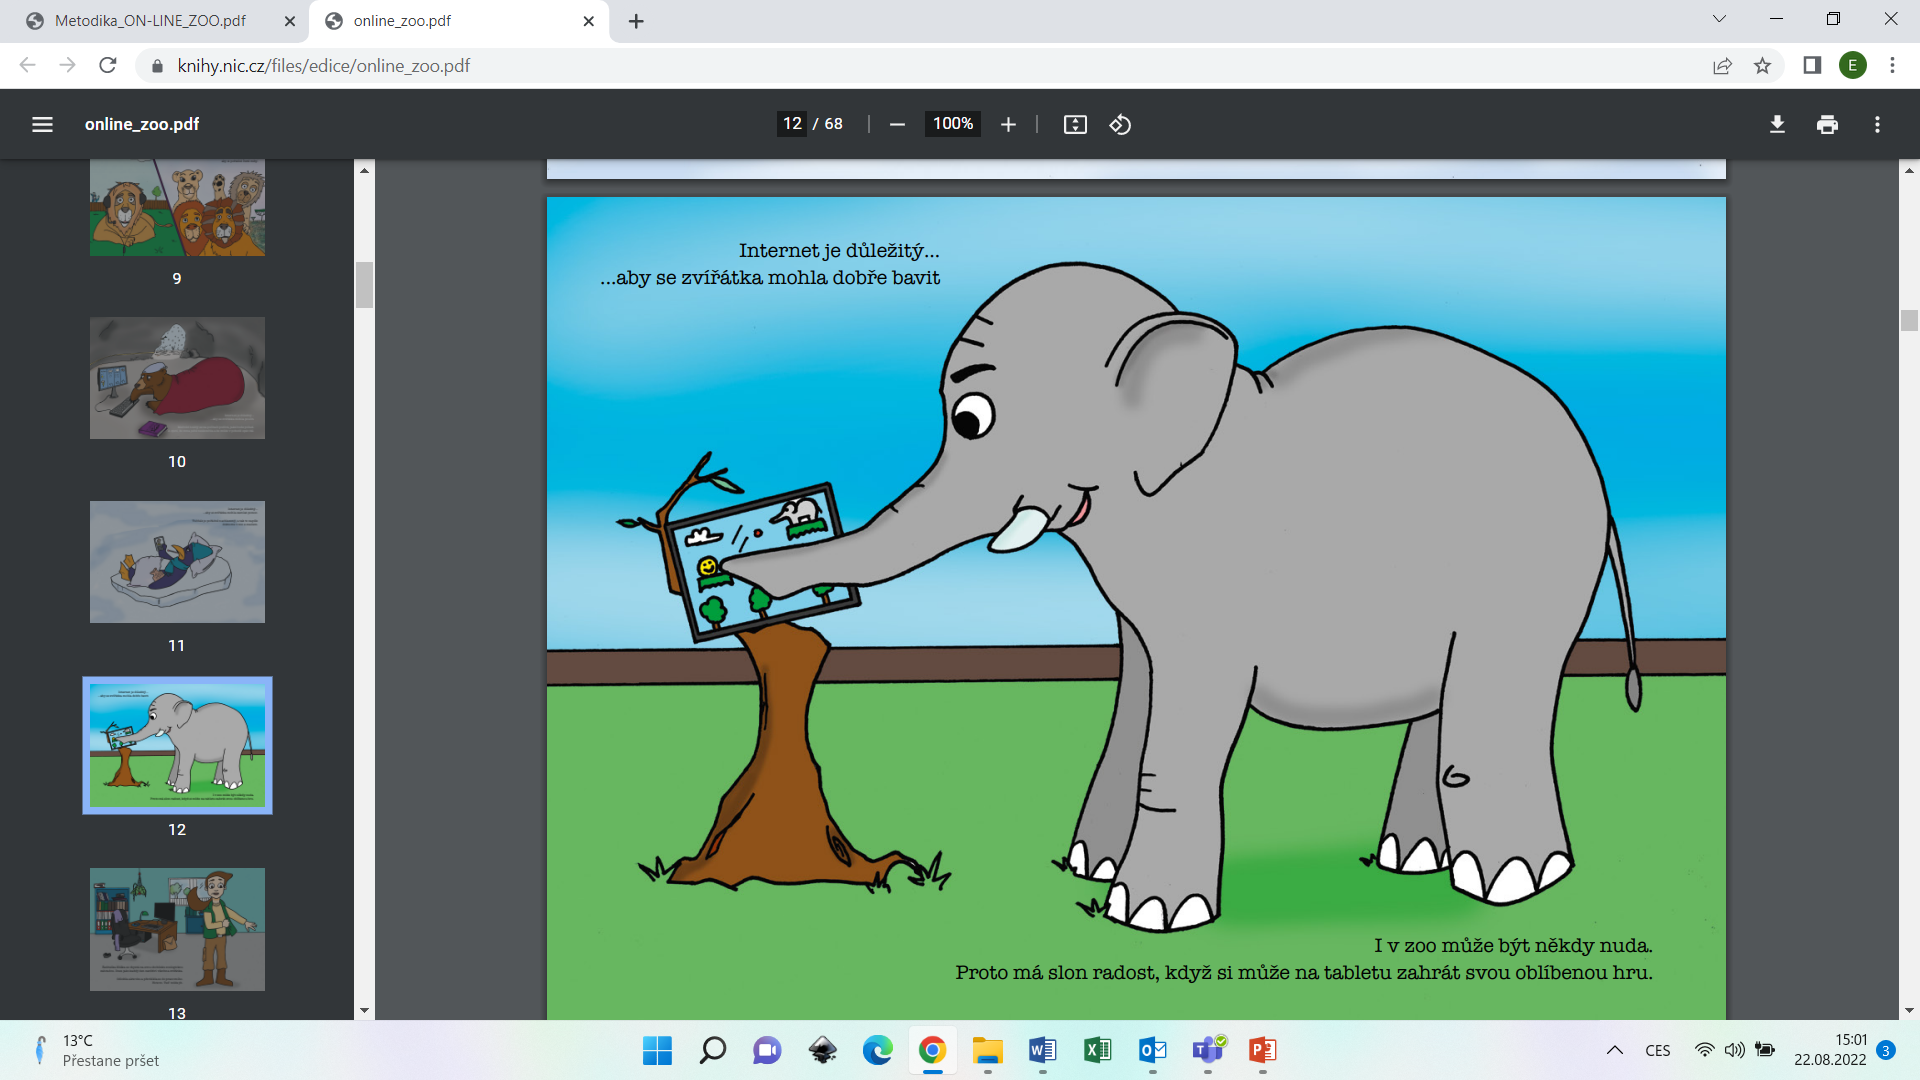 Metodika_ON-LINE_ZOO.pdf
online_zoo.pdf
knihy.nic.cz/files/edice/online_zoo.pdf
E
online_zoo.pdf
12 / 68
100%
9
10
11
12
13
Internet je důležitý...
...aby se zvířátka mohla dobře bavit
I v zoo může být někdy nuda.
Proto má slon radost, když si může na tabletu zahrát svou oblíbenou hru.
13°C
Přestane pršet
CES
15:01
22.08.2022
3